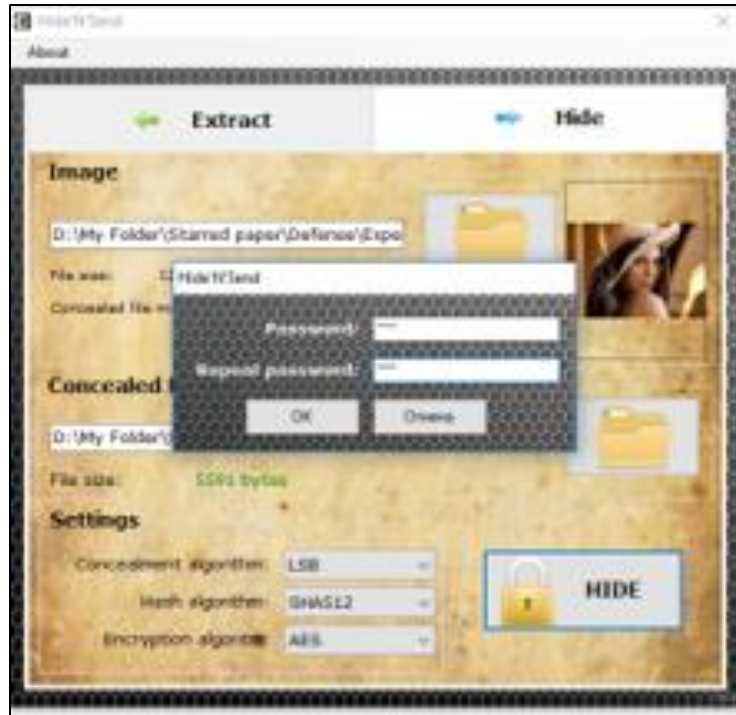 Hide'N'Send
About
Extract
Hide
Image
D:\My Folder\Starred paper\Defense\Expe
File size:
Concealed file m
Hide'N'Send
Password:
Repeat password:
Concealed
OK
Отмена
D:\My Folder\
File size: 5591 bytes
Settings
Concealment algorithm: LSB
Hash algorithm: SHA512
Encryption algorithm: AES
HIDE